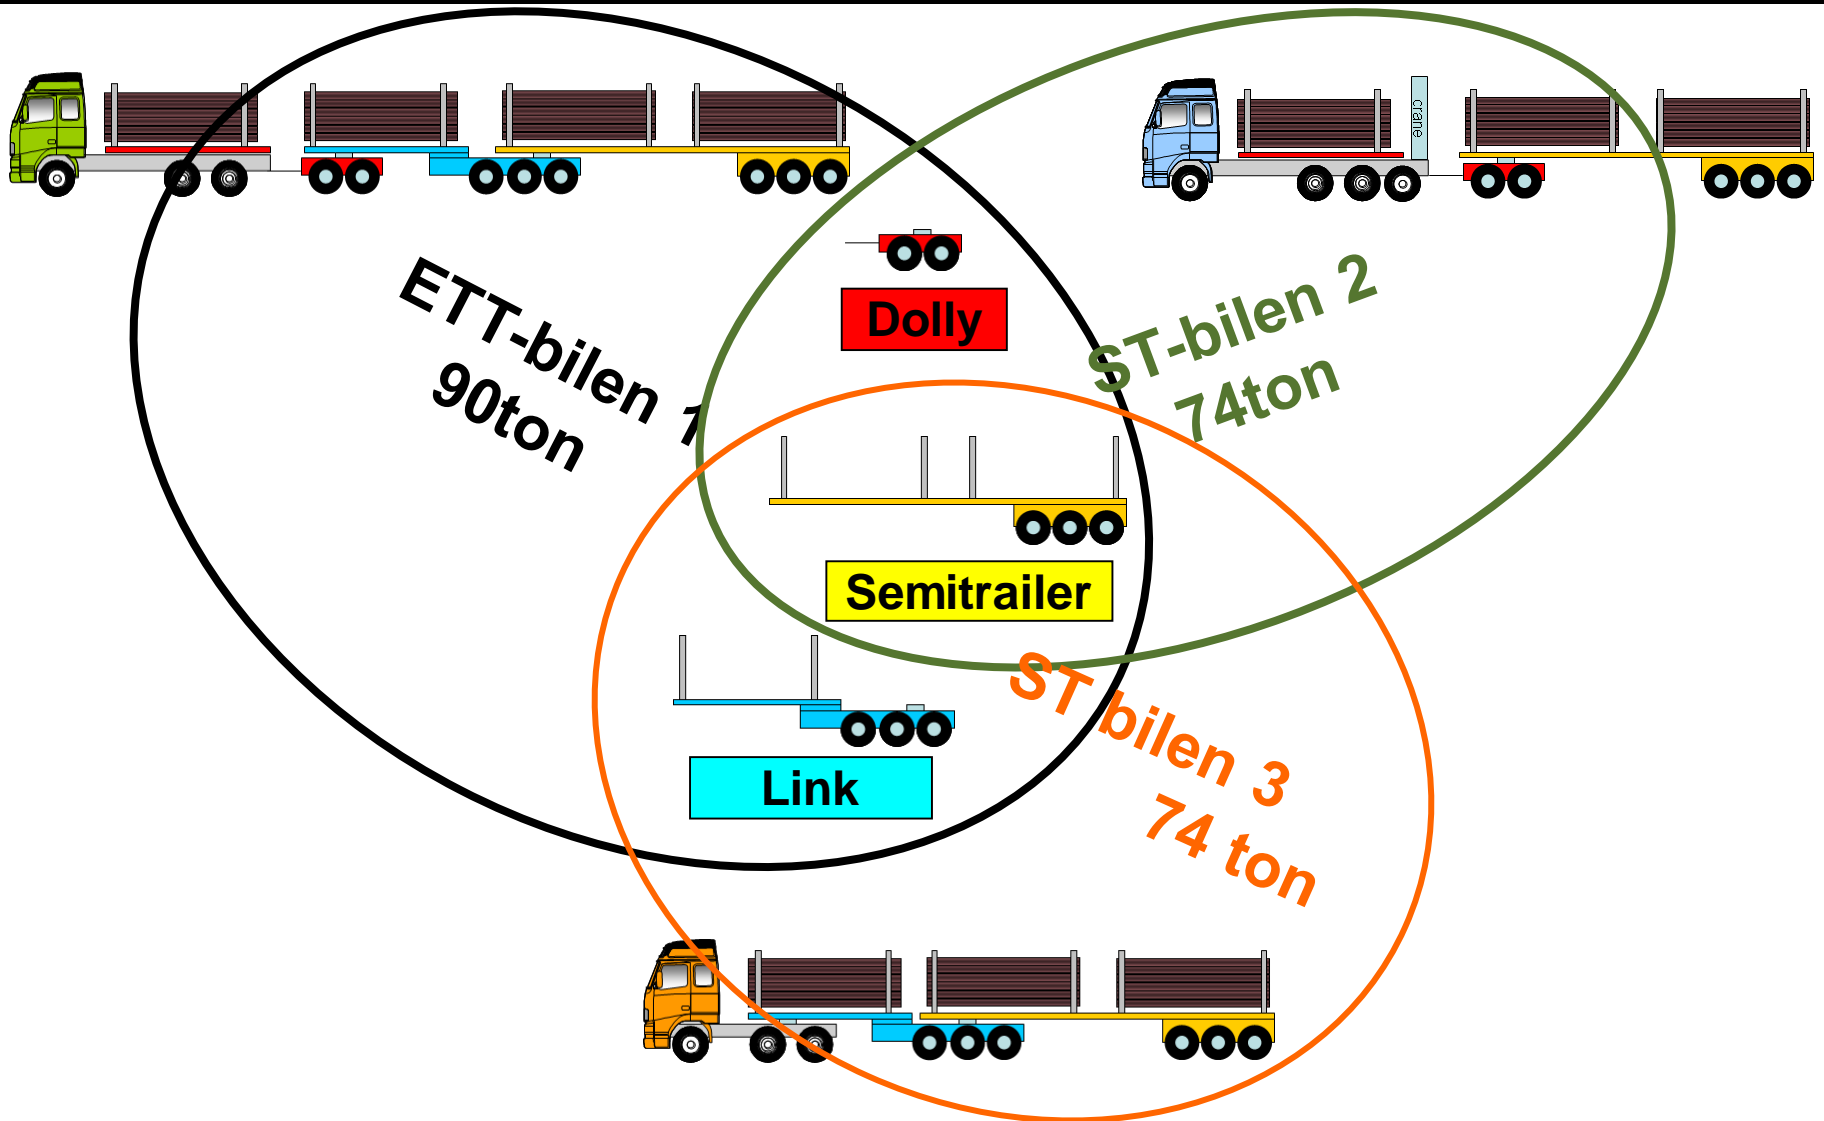 crane
Dolly
ETT-bilen 1
90ton
ST-bilen 2
74ton
Semitrailer
ST bilen 3
74 ton
Link